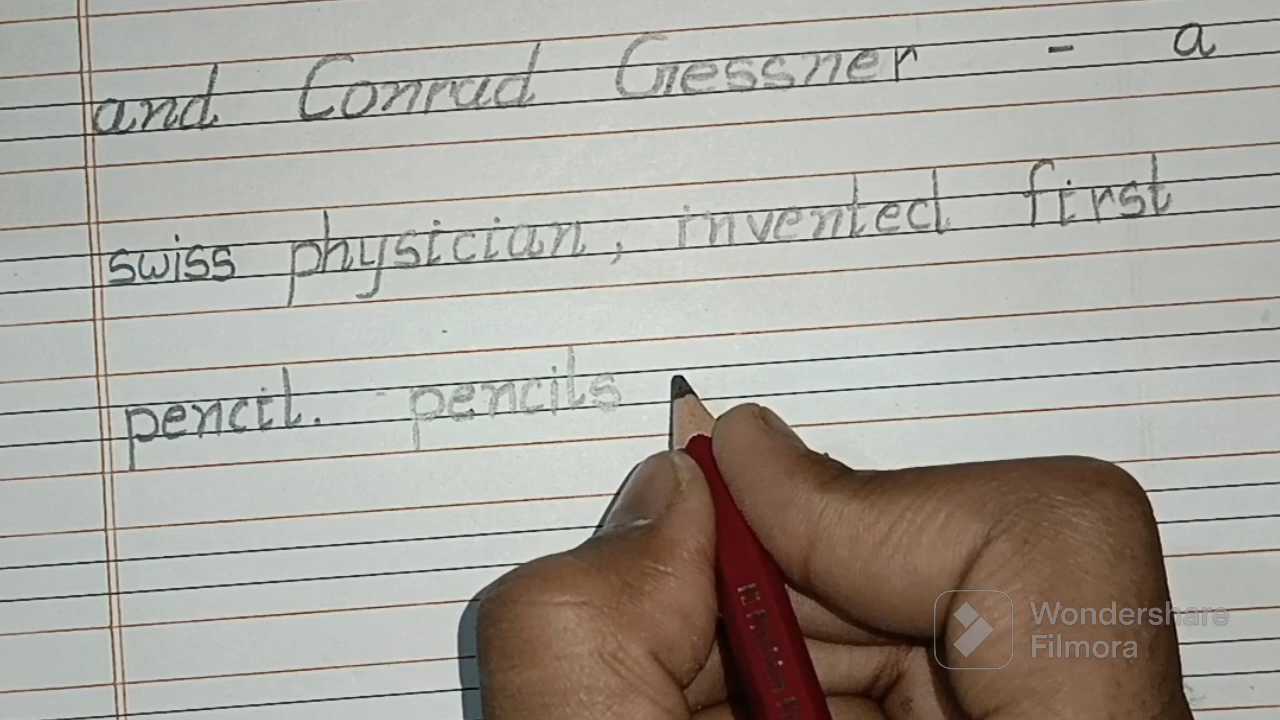 and Conrad Gessner - a
swiss physician, invented first
pencil. pencils
Wondershare
Filmora